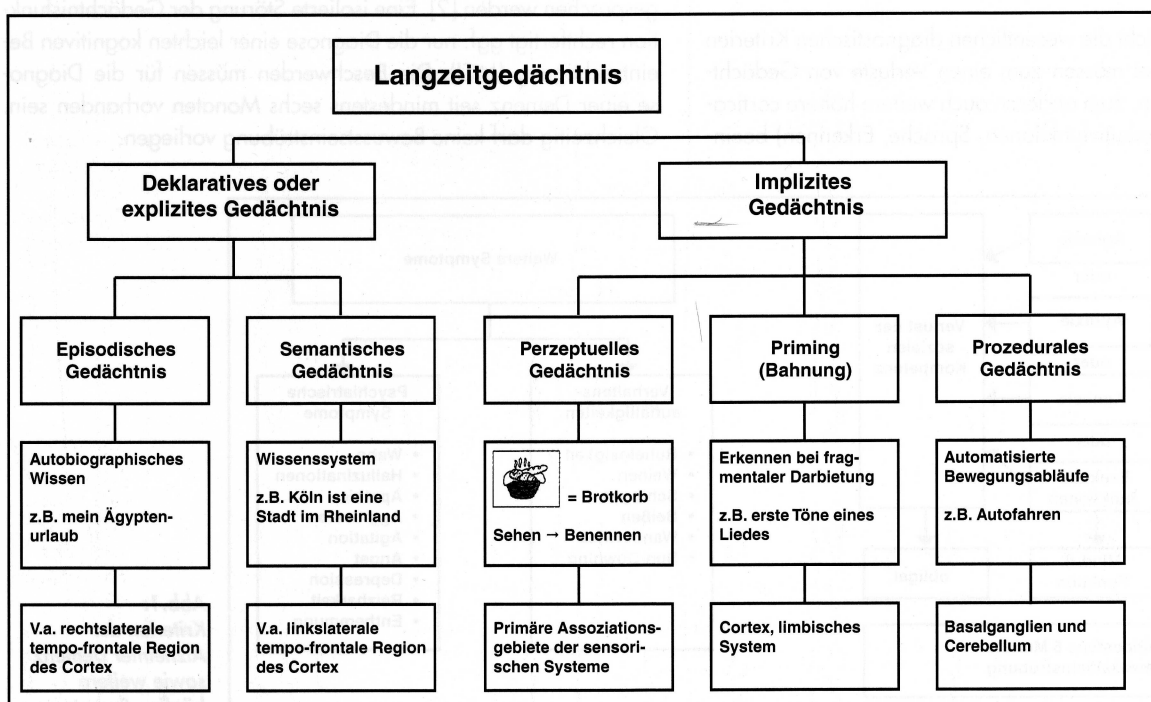 Langzeitgedächtnis
Deklaratives oder
explizites Gedächtnis
Implizites
Gedächtnis
Episodisches
Gedächtnis
Semantisches
Gedächtnis
Perzeptuelles
Gedächtnis
Priming
(Bahnung)
Prozedurales
Gedächtnis
Autobiographisches
Wissen
z.B. mein Ägypten-
urlaub
Wissenssystem
z.B. Köln ist eine
Stadt im Rheinland
= Brotkorb
Sehen → Benennen
Erkennen bei frag-
mentaler Darbietung
z.B. erste Töne eines
Liedes
Automatisierte
Bewegungsabläufe
z.B. Autofahren
V.a. rechtslaterale
tempo-frontale Region
des Cortex
V.a. linkslaterale
tempo-frontale Region
des Cortex
Primäre Assoziations-
gebiete der sensori-
schen Systeme
Cortex, limbisches
System
Basalganglien und
Cerebellum